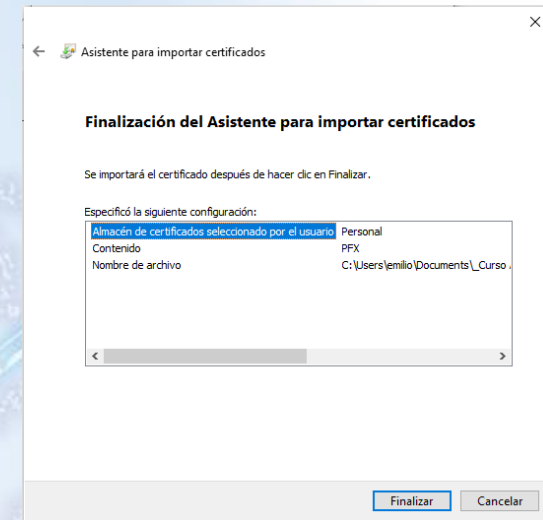 Asistente para importar certificados
Finalización del Asistente para importar certificados
Se importará el certificado después de hacer clic en Finalizar.
Especificó la siguiente configuración:
Almacén de certificados seleccionado por el usuario Personal
Contenido PFX
Nombre de archivo C:\Users\emilio\Documents\_Curso
Finalizar Cancelar